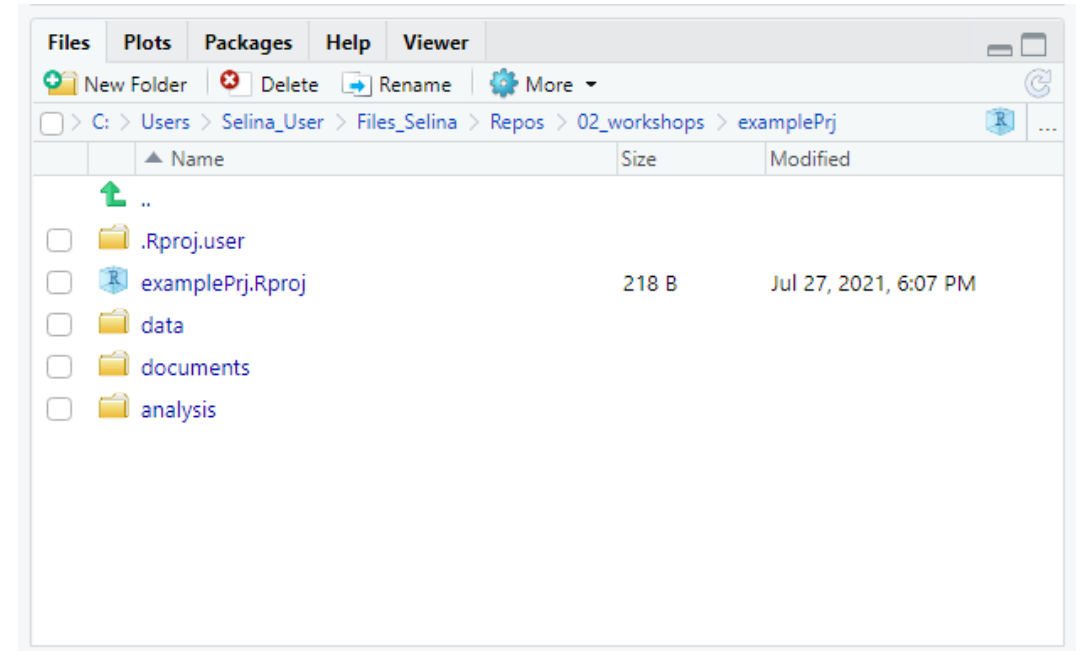 Files Plots Packages Help Viewer
New Folder Delete Rename More
C: > Users > Selina_User > Files_Selina > Repos > 02_workshops > examplePrj R ...
Name Size Modified
..
.Rproj.user
R examplePrj.Rproj 218 B Jul 27, 2021, 6:07 PM
data
documents
analysis